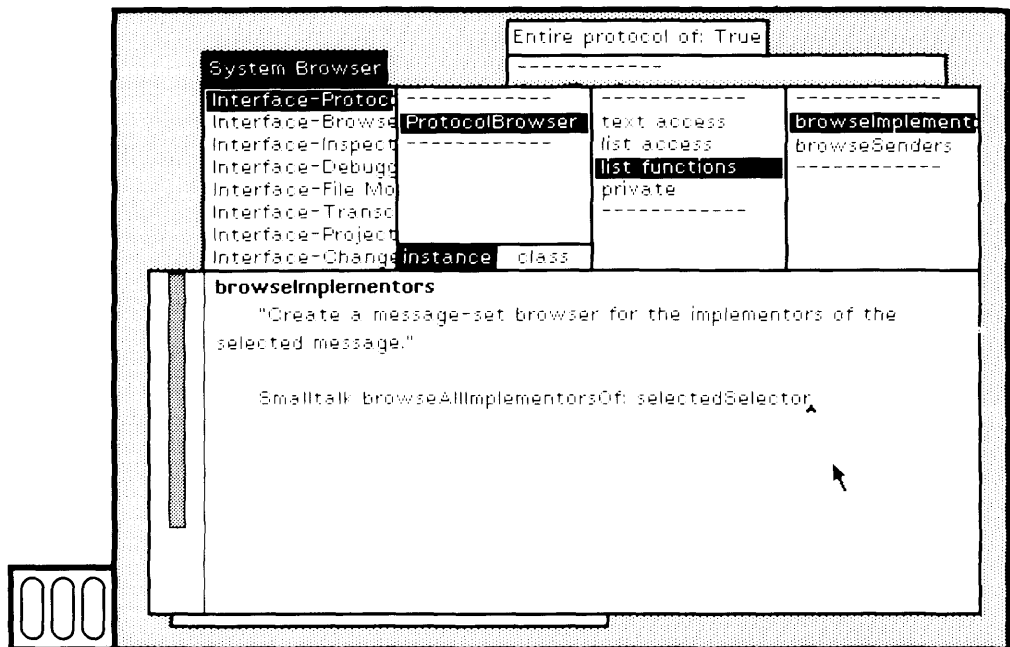 Entire protocol of: True
------------
System Browser
Interface-Protoc
Interface-Browse
Interface-Inspect
Interface-Debugg
Interface-File Mo
Interface-Transc
Interface-Project
Interface-Change
------------
ProtocolBrowser
------------
instance
class
------------
text access
list access
list functions
private
------------
------------
browseImplemento
browseSenders
------------
browseImplementors
"Create a message-set browser for the implementors of the
selected message."
Smalltalk browseAllImplementorsOf: selectedSelector